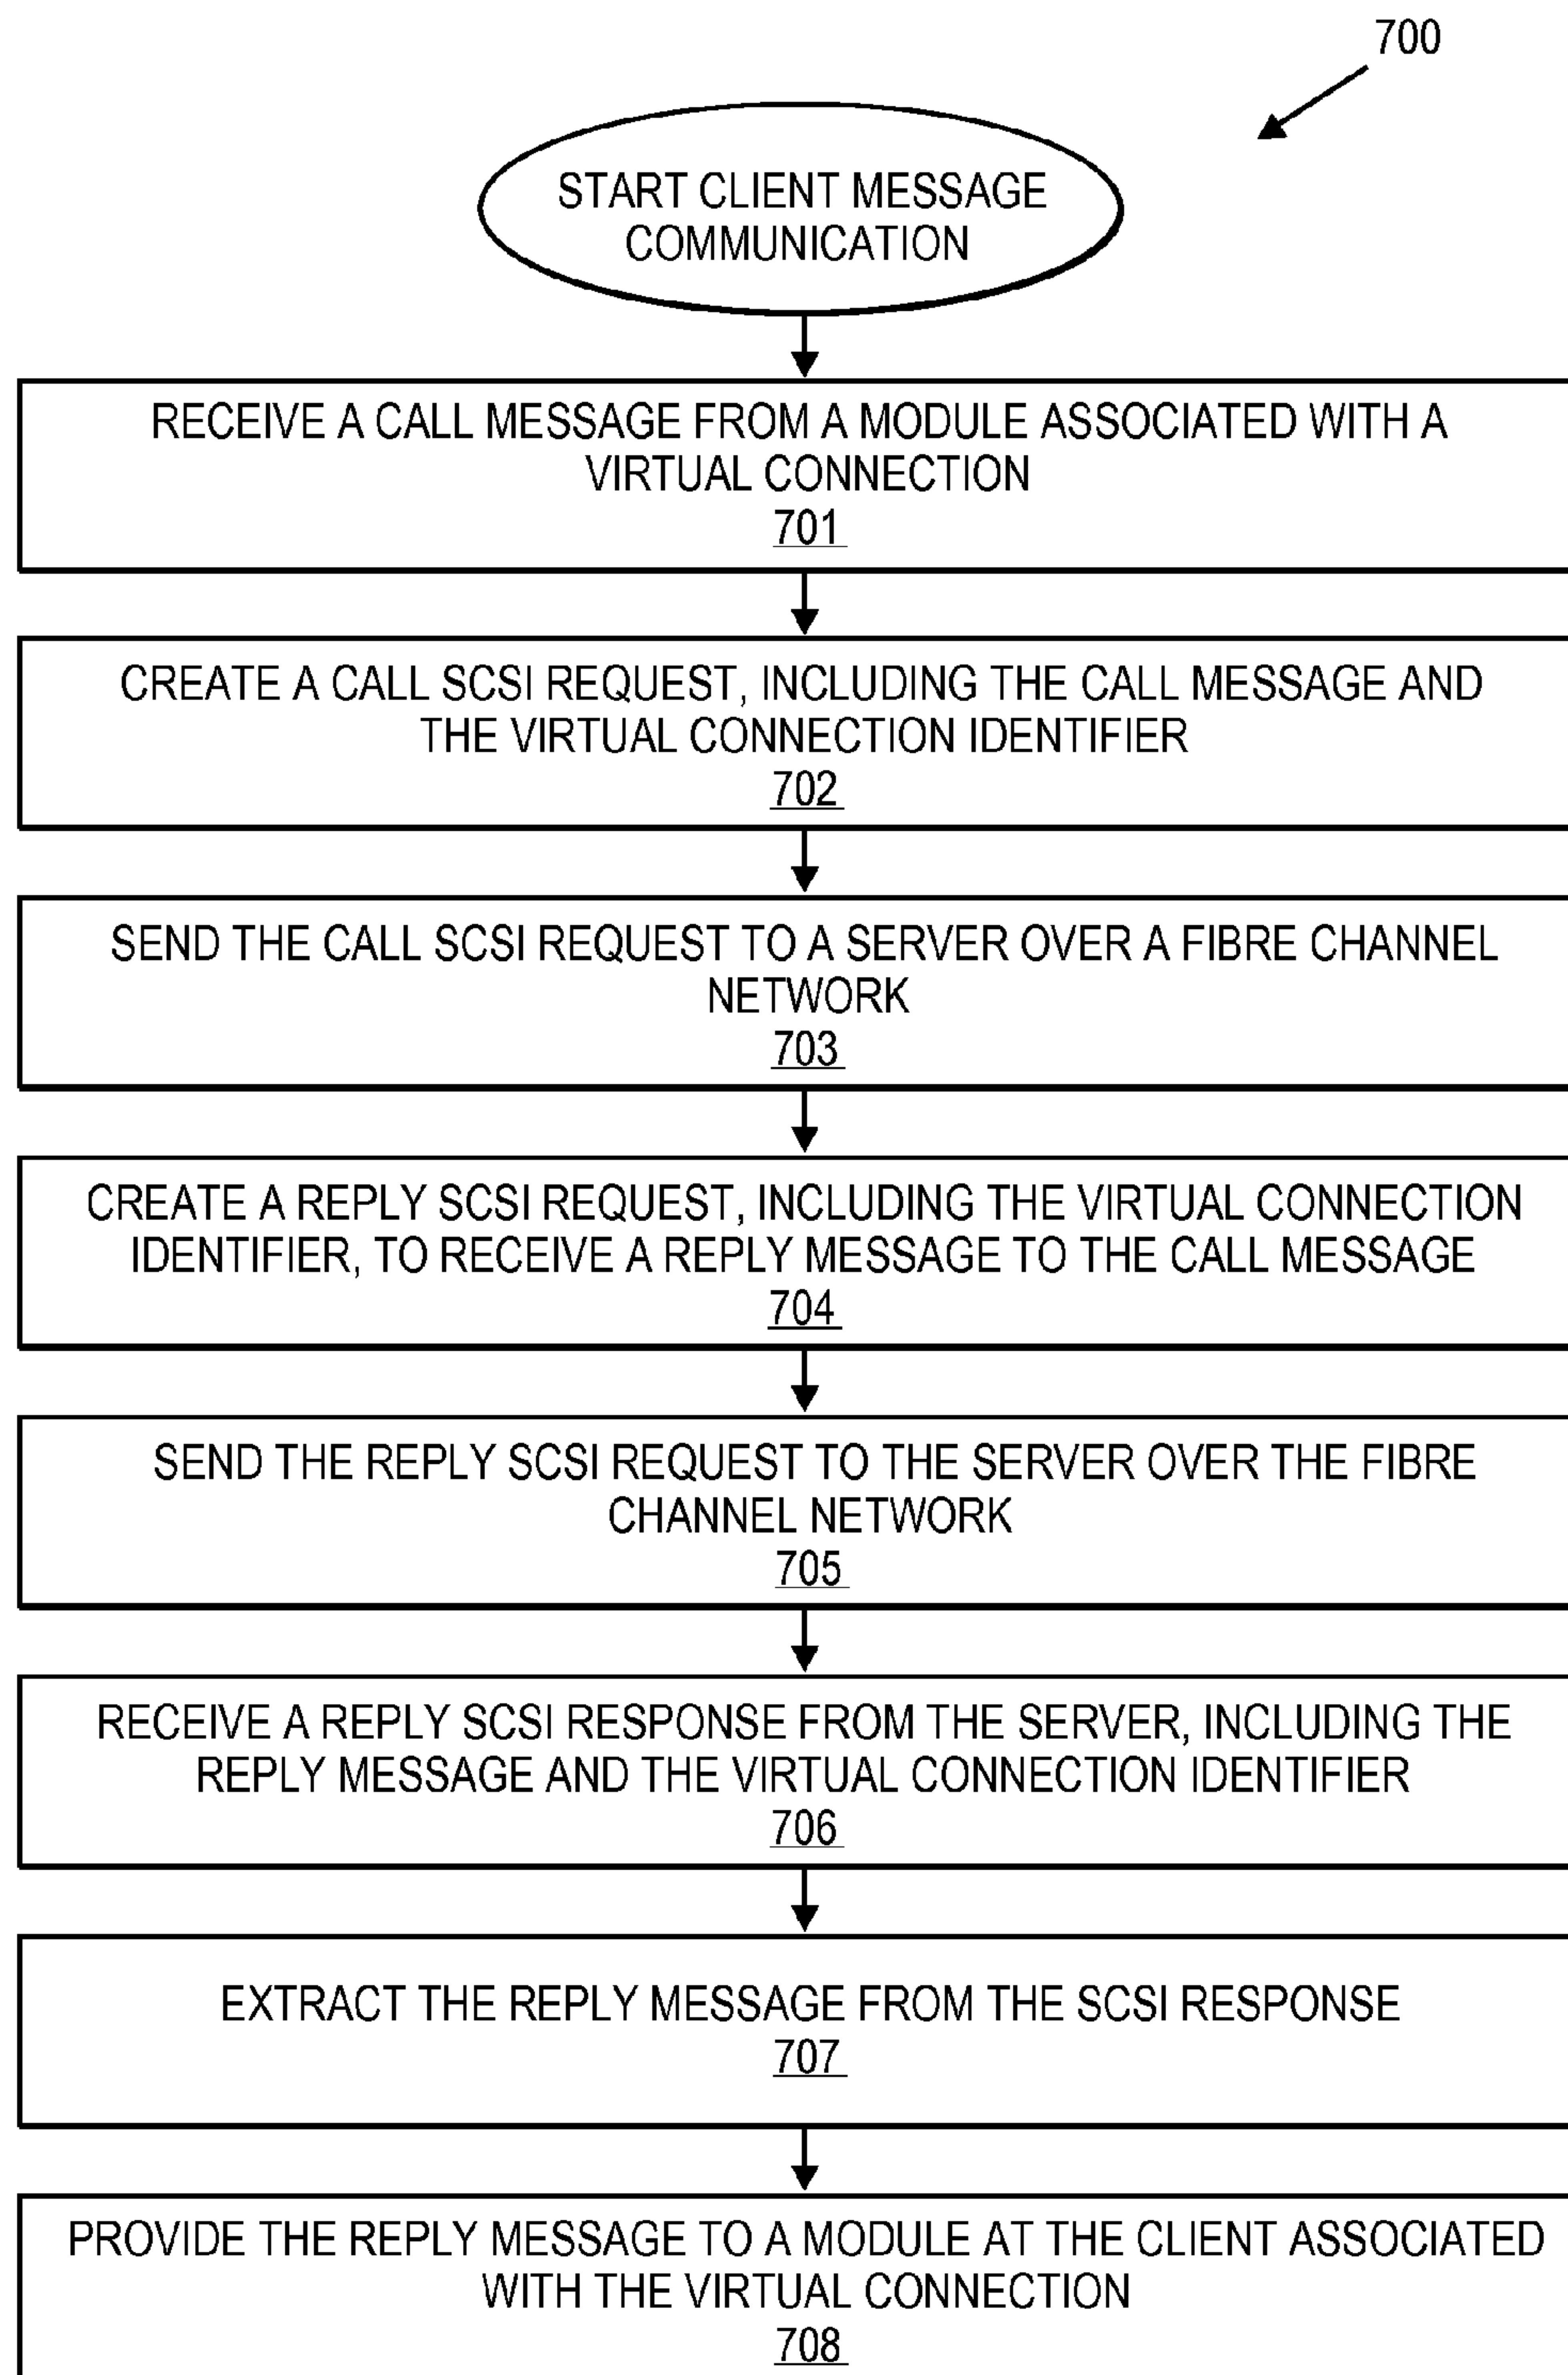 700
START CLIENT MESSAGE
COMMUNICATION
RECEIVE A CALL MESSAGE FROM A MODULE ASSOCIATED WITH A
VIRTUAL CONNECTION
701
CREATE A CALL SCSI REQUEST, INCLUDING THE CALL MESSAGE AND
THE VIRTUAL CONNECTION IDENTIFIER
702
SEND THE CALL SCSI REQUEST TO A SERVER OVER A FIBRE CHANNEL
NETWORK
703
CREATE A REPLY SCSI REQUEST, INCLUDING THE VIRTUAL CONNECTION
IDENTIFIER, TO RECEIVE A REPLY MESSAGE TO THE CALL MESSAGE
704
SEND THE REPLY SCSI REQUEST TO THE SERVER OVER THE FIBRE
CHANNEL NETWORK
705
RECEIVE A REPLY SCSI RESPONSE FROM THE SERVER, INCLUDING THE
REPLY MESSAGE AND THE VIRTUAL CONNECTION IDENTIFIER
706
EXTRACT THE REPLY MESSAGE FROM THE SCSI RESPONSE
707
PROVIDE THE REPLY MESSAGE TO A MODULE AT THE CLIENT ASSOCIATED
WITH THE VIRTUAL CONNECTION
708